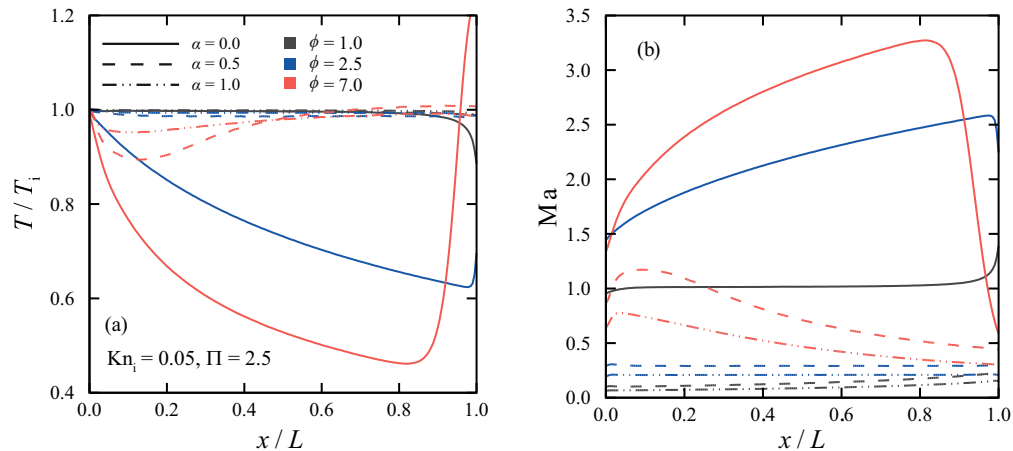 1.2
1.0
0.8
0.6
0.4
T / Tᵢ
α = 0.0
α = 0.5
α = 1.0
ϕ = 1.0
ϕ = 2.5
ϕ = 7.0
(a)
Knᵢ = 0.05, Π = 2.5
0.0 0.2 0.4 0.6 0.8 1.0
x / L
3.5
3.0
2.5
2.0
1.5
1.0
0.5
0.0
Ma
(b)
0.0 0.2 0.4 0.6 0.8 1.0
x / L